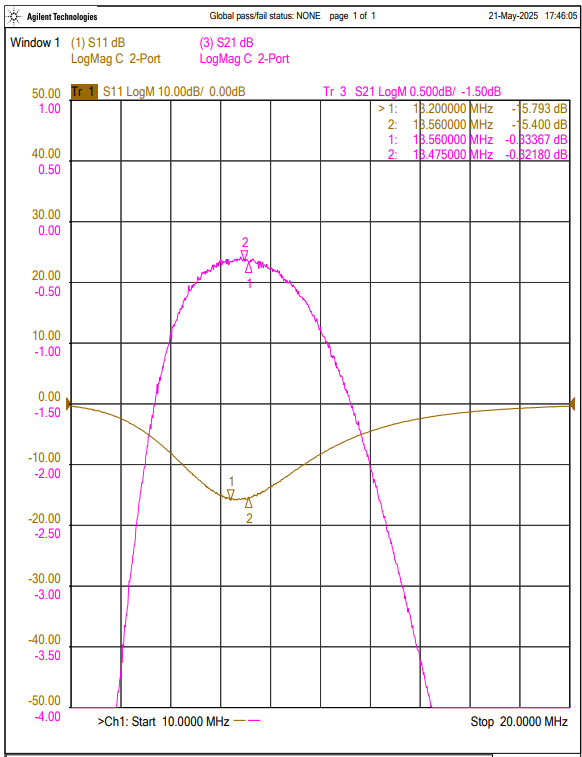 Agilent Technologies Global pass/fail status: NONE page 1 of 1 21-May-2025 17:46:05
Window 1 (1) S11 dB (3) S21 dB
LogMag C 2-Port LogMag C 2-Port
Tr 1 S11 LogM 10.00dB/ 0.00dB Tr 3 S21 LogM 0.500dB/ -1.50dB
50.00
1.00
> 1: 13.200000 MHz -15.793 dB
2: 13.560000 MHz -15.400 dB
1: 13.560000 MHz -0.33367 dB
2: 13.475000 MHz -0.32180 dB
40.00
0.50
30.00
0.00
2
20.00
-0.50
1
10.00
-1.00
0.00
-1.50
-10.00
-2.00
1
-20.00
-2.50
2
-30.00
-3.00
-40.00
-3.50
-50.00
-4.00
>Ch1: Start 10.0000 MHz Stop 20.0000 MHz